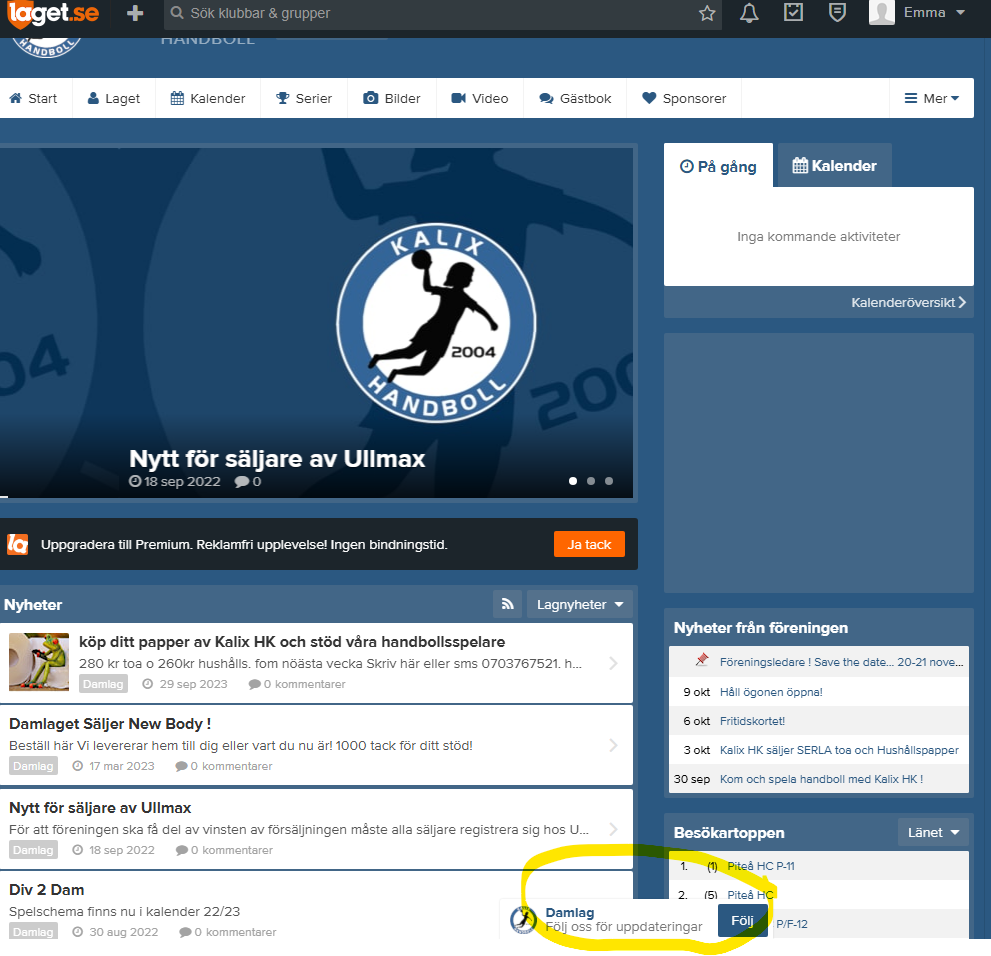 laget.se
Sök klubbar & grupper
Emma
HANDBOLL
HANDBOLL
Start
Laget
Kalender
Serier
Bilder
Video
Gästbok
Sponsorer
Mer
KALIX
2004
HANDBOLL
04
200
Nytt för säljare av Ullmax
18 sep 2022 0
På gång
Kalender
Inga kommande aktiviteter
Kalenderöversikt
Uppgradera till Premium. Reklamfri upplevelse! Ingen bindningstid.
Ja tack
Nyheter
Lagnyheter
köp ditt papper av Kalix HK och stöd våra handbollsspelare
280 kr toa o 260kr hushålls. fom nöästa vecka Skriv här eller sms 0703767521. h...
Damlag 29 sep 2023 0 kommentarer
Damlaget Säljer New Body !
Beställ här Vi levererar hem till dig eller vart du nu är! 1000 tack för ditt stöd!
Damlag 17 mar 2023 0 kommentarer
Nytt för säljare av Ullmax
För att föreningen ska få del av vinsten av försäljningen måste alla säljare registrera sig hos U...
Damlag 18 sep 2022 0 kommentarer
Div 2 Dam
Spelschema finns nu i kalender 22/23
Damlag 30 aug 2022 0 kommentarer
Nyheter från föreningen
Föreningsledare ! Save the date... 20-21 nove...
9 okt Håll ögonen öppna!
6 okt Fritidskortet!
3 okt Kalix HK säljer SERLA toa och Hushållspapper
30 sep Kom och spela handboll med Kalix HK !
Besökartoppen
Länet
1. (1) Piteå HC P-11
2. (5) Piteå HC
P/F-12
Damlag
Följ oss för uppdateringar
Följ